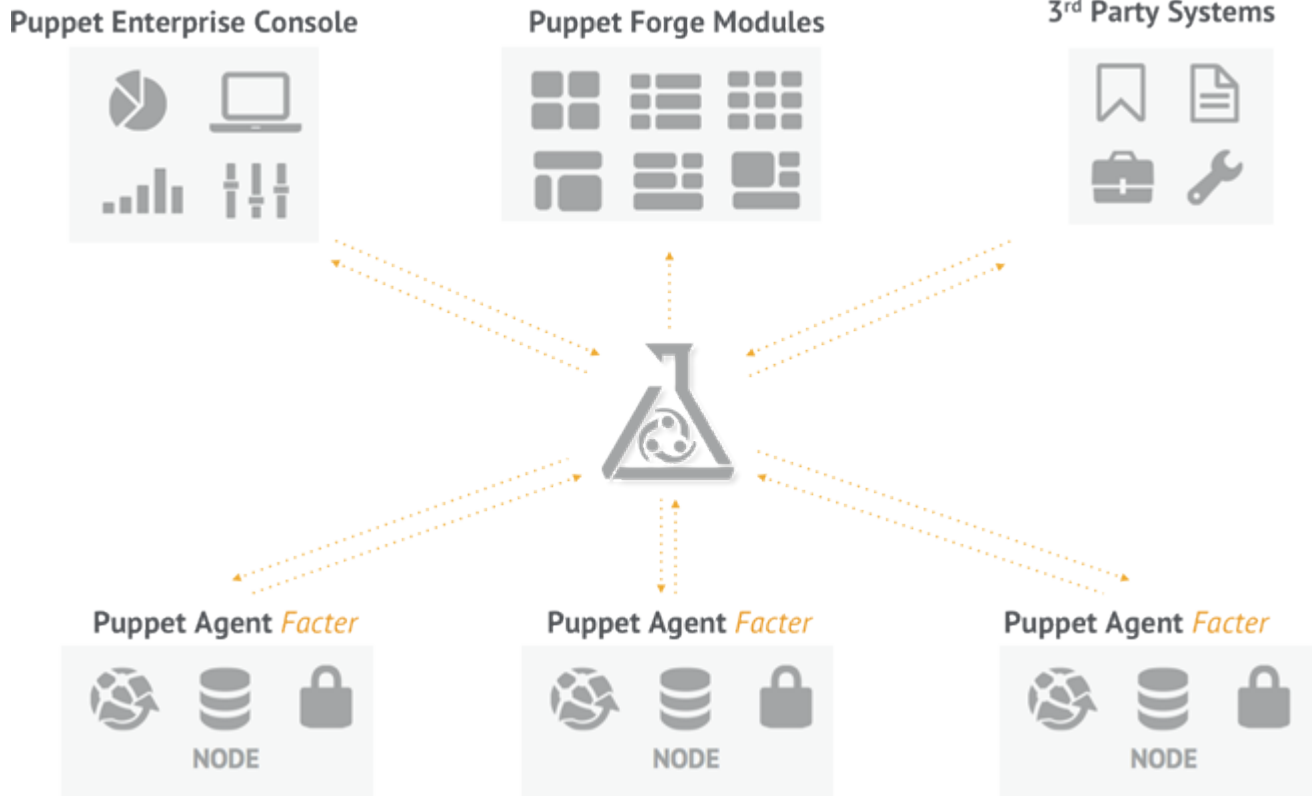 Puppet Enterprise Console
Puppet Forge Modules
3rd Party Systems
Puppet Agent Facter
Puppet Agent Facter
Puppet Agent Facter
NODE
NODE
NODE